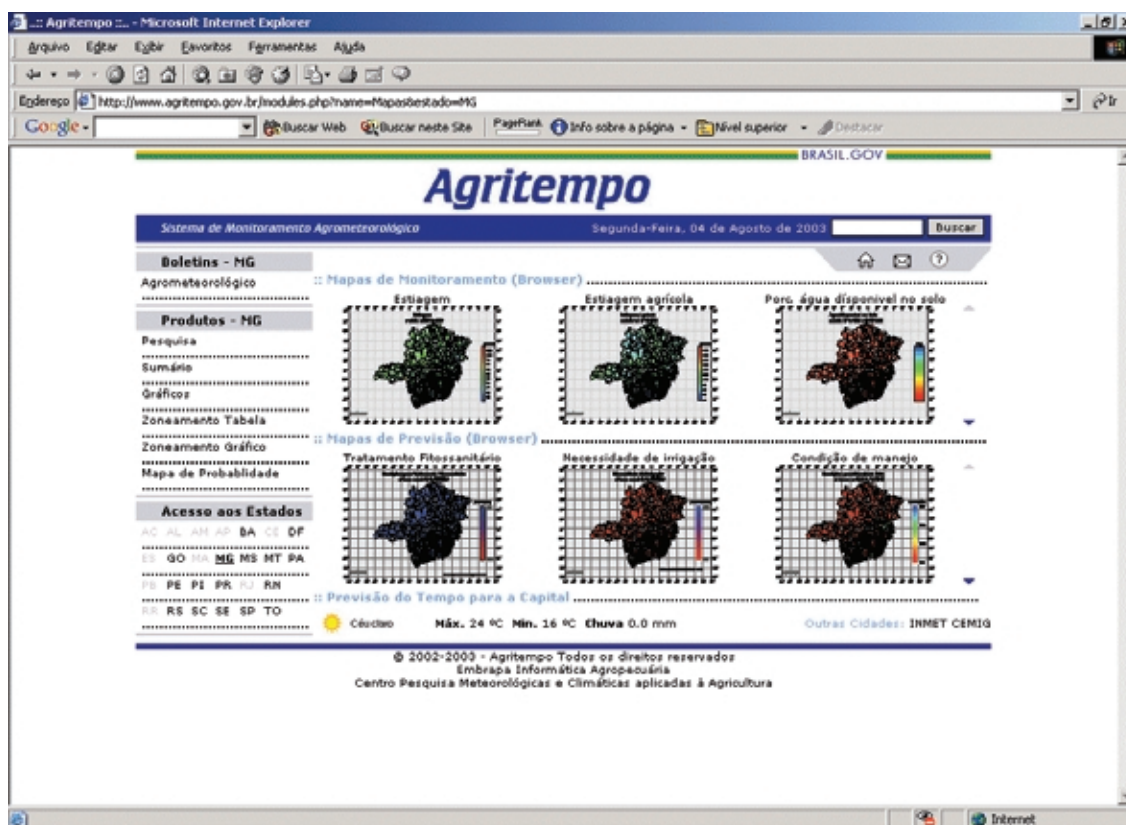 ..:: Agritempo ::... - Microsoft Internet Explorer
Arquivo Editar Exibir Favoritos Ferramentas Ajuda
Endereço http://www.agritempo.gov.br/modules.php?name=Mapas&estado=MG Ir
Google Buscar Web Buscar neste Site PageRank Info sobre a página Nível superior Destacar
BRASIL.GOV
Agritempo
Sistema de Monitoramento Agrometeorológico Segunda-Feira, 04 de Agosto de 2003 Buscar
Boletins - MG
Agrometeorológico
Produtos - MG
Pesquisa
Sumário
Gráficos
Zoneamento Tabela
Zoneamento Gráfico
Mapa de Probablidade
Acesso aos Estados
AC AL AM AP BA CE DF
ES GO MA MG MS MT PA
PB PE PI PR RJ RN
RR RS SC SE SP TO
:: Mapas de Monitoramento (Browser)
Estiagem Estiagem agrícola Porc. água disponivel no solo
:: Mapas de Previsão (Browser)
Tratamento Fitossanitário Necessidade de irrigação Condição de manejo
:: Previsão do Tempo para a Capital
Céu claro Máx. 24 ºC Min. 16 ºC Chuva 0.0 mm Outras Cidades: INMET CEMIG
© 2002-2003 - Agritempo Todos os direitos reservados
Embrapa Informática Agropecuária
Centro Pesquisa Meteorológicas e Climáticas aplicadas à Agricultura
Internet